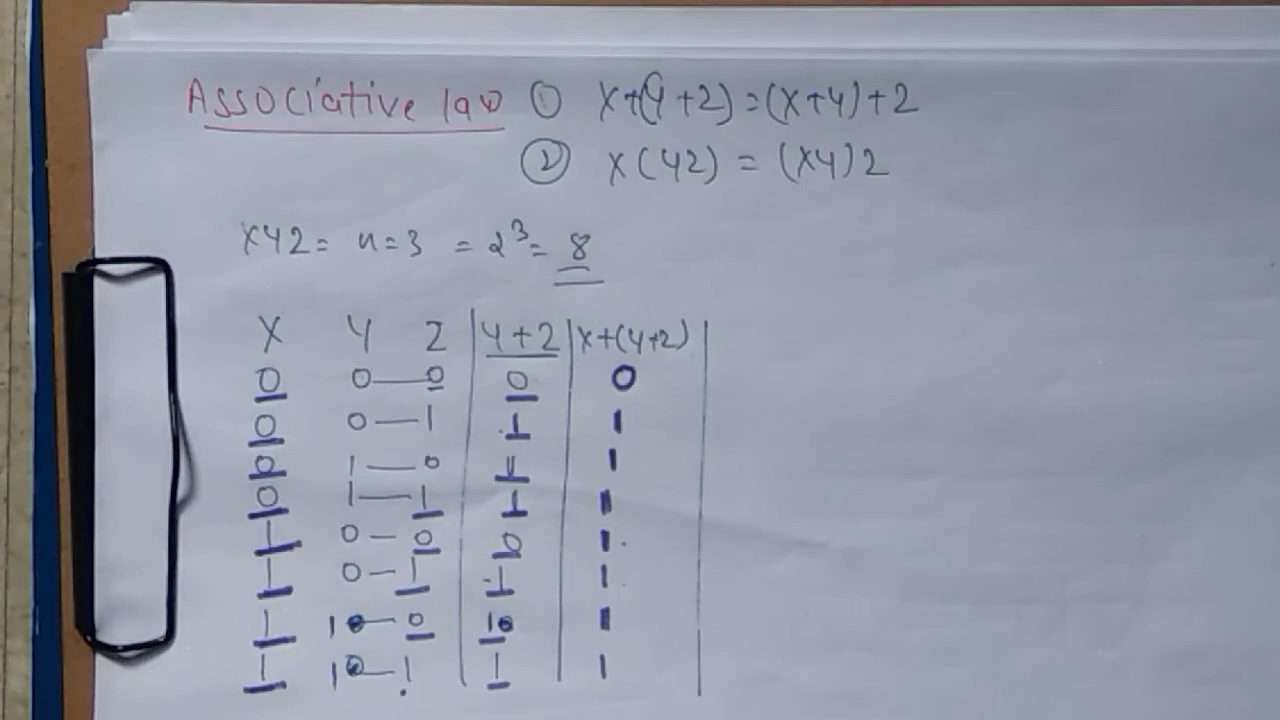 Associative law ① X+(Y+Z)=(X+Y)+Z
② X(YZ) = (XY)Z
XYZ= n=3 = 2³= 8
X Y Z Y+Z X+(Y+Z)
0 0—0 0 0
0 0—1 1 1
0 1—0 1 1
0 1—1 1 1
1 0—0 0 1
1 0—1 1 1
1 1—0 1 1
1 1—1 1 1